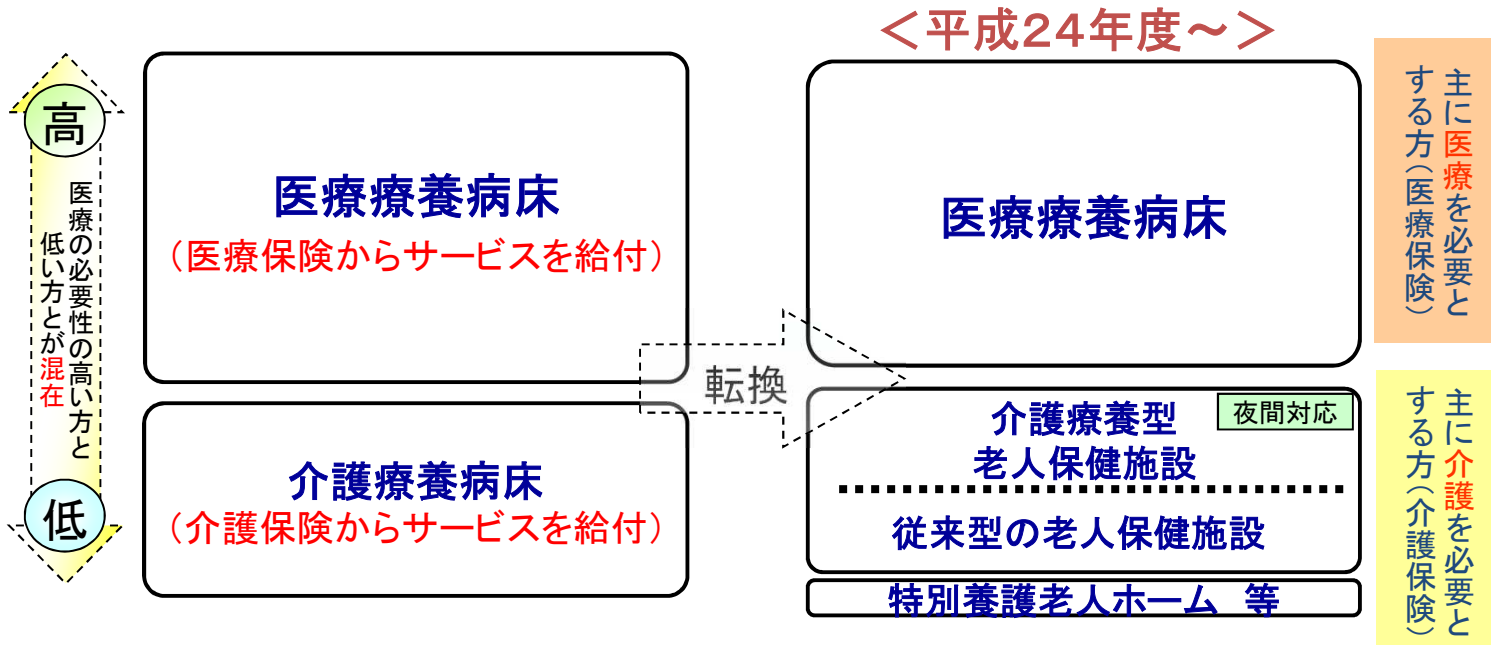 ＜平成２４年度～＞
高
医療の必要性の高い方と
低い方とが混在
低
医療療養病床
（医療保険からサービスを給付）
介護療養病床
（介護保険からサービスを給付）
転換
医療療養病床
介護療養型
老人保健施設
夜間対応
従来型の老人保健施設
特別養護老人ホーム　等
主に医療を必要と
する方（医療保険）
主に介護を必要と
する方（介護保険）